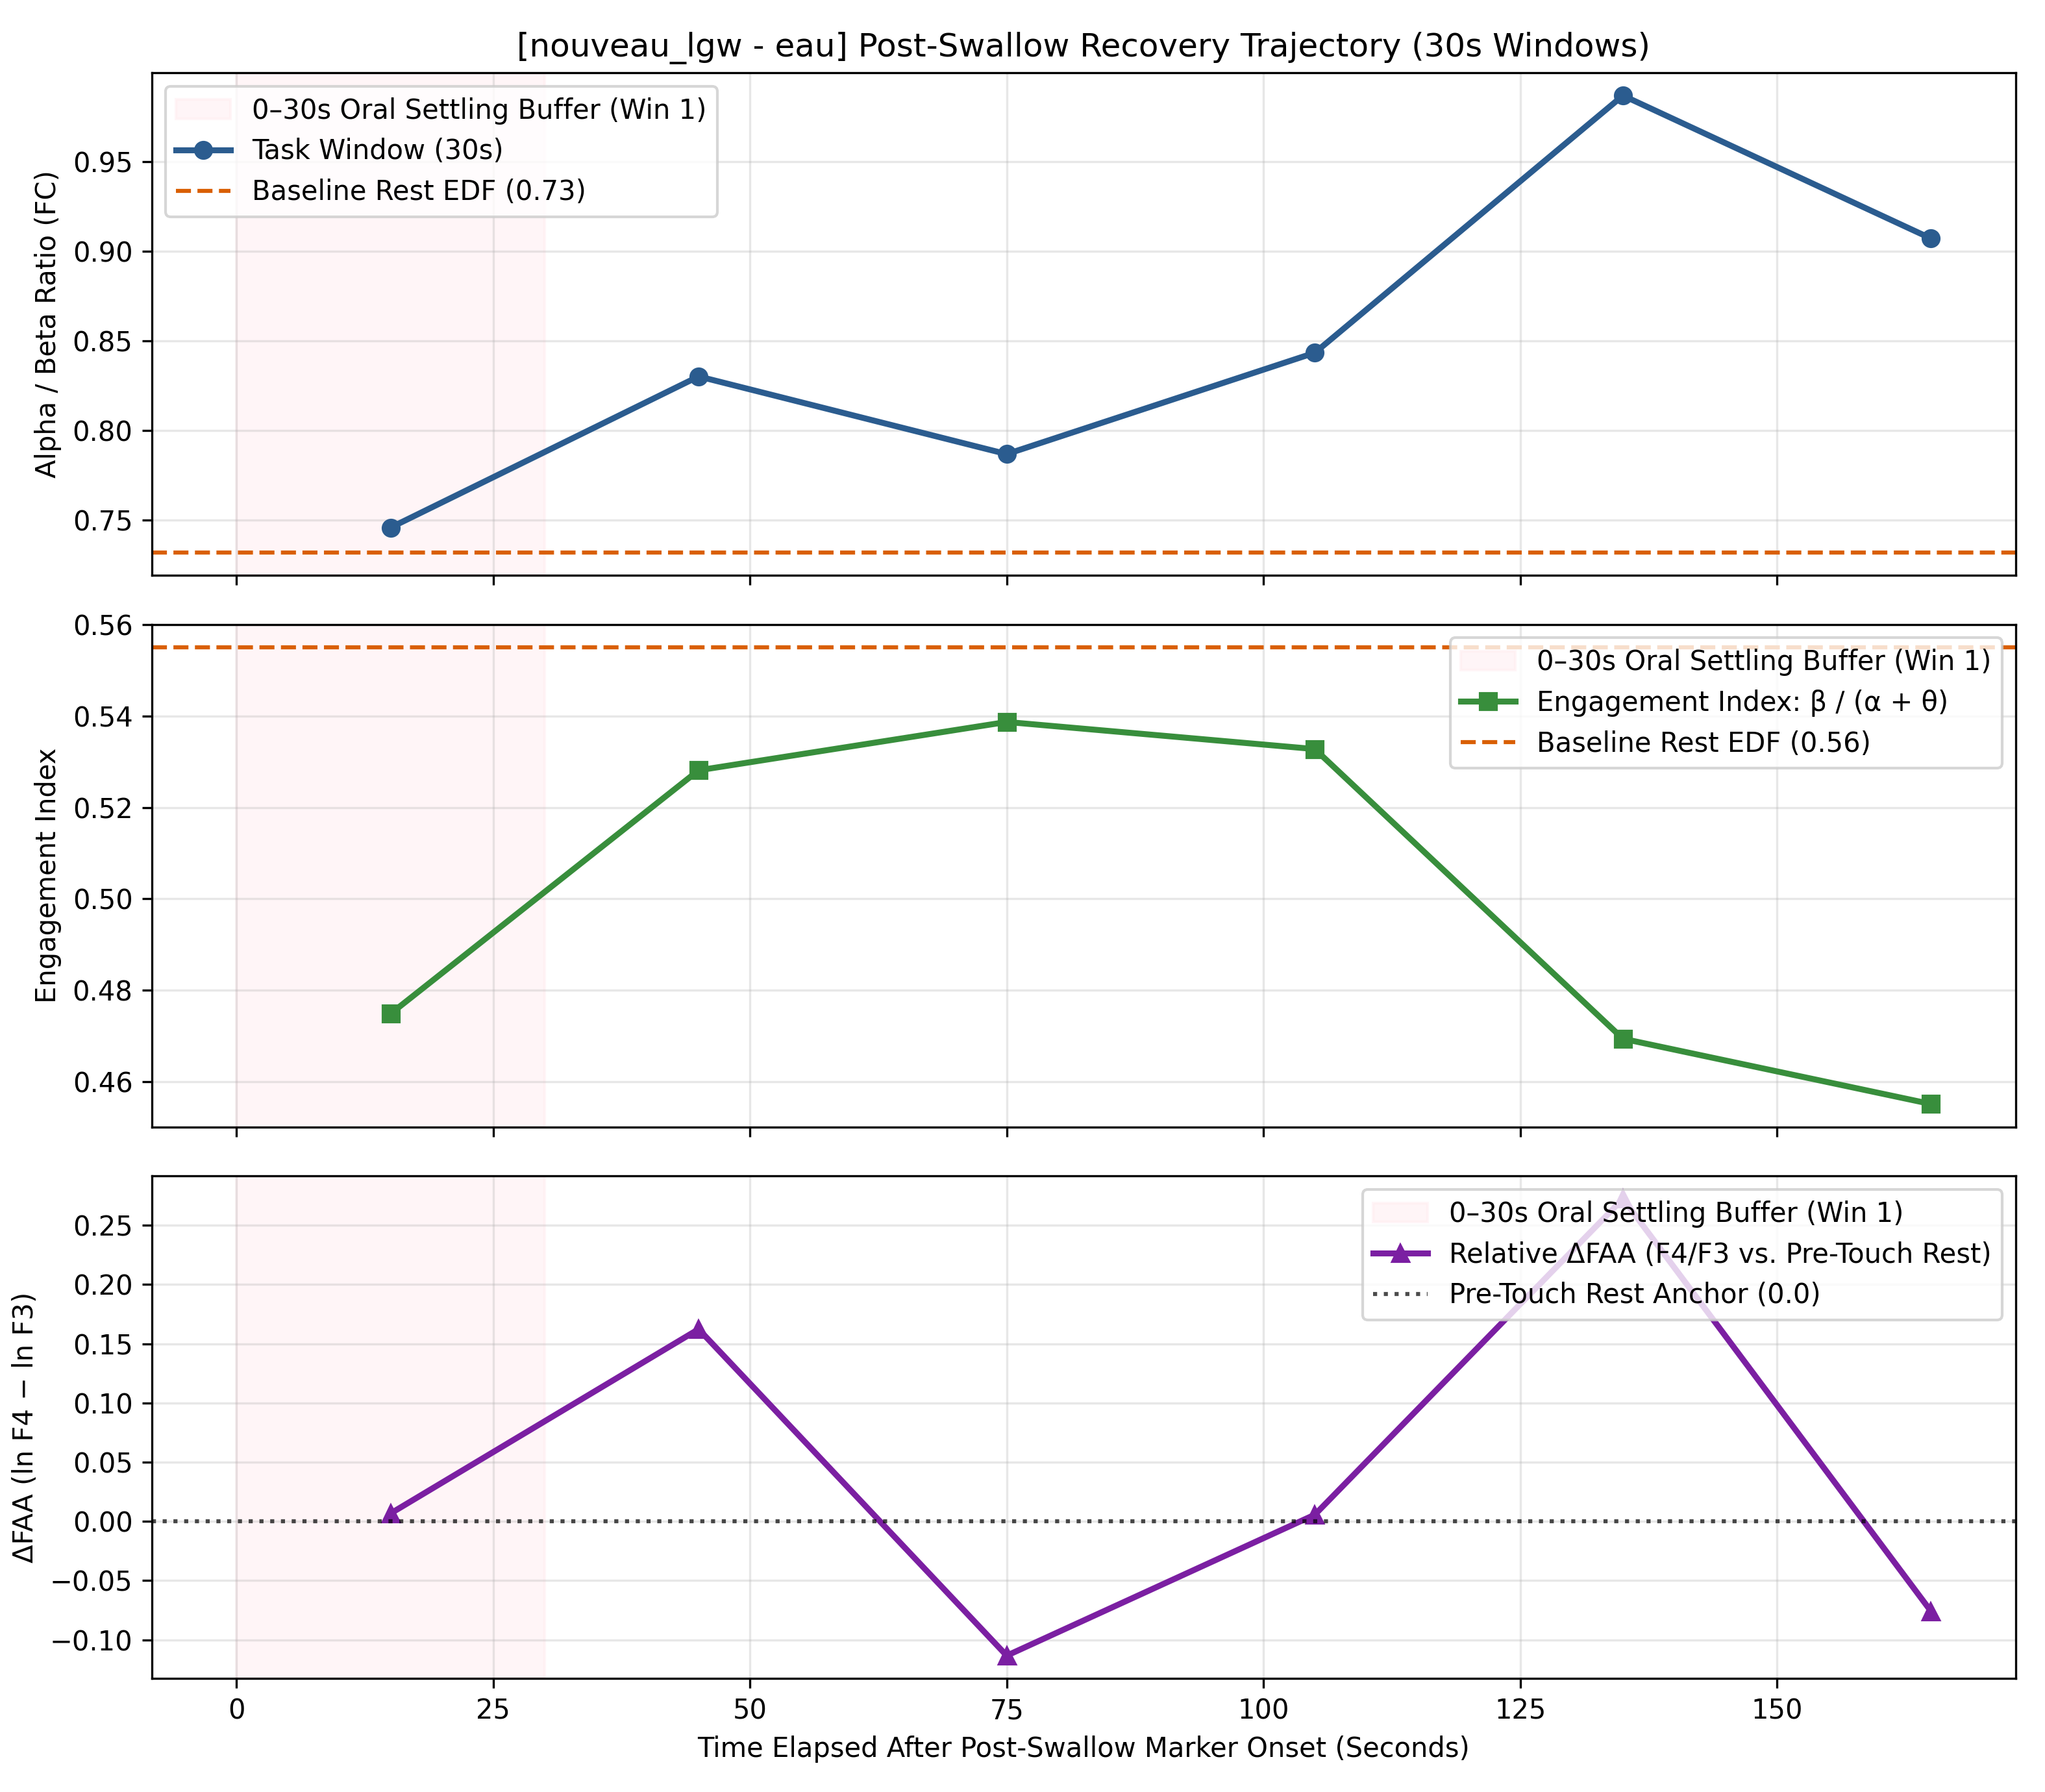 [nouveau_lgw - eau] Post-Swallow Recovery Trajectory (30s Windows)
Alpha / Beta Ratio (FC)
0.95
0.90
0.85
0.80
0.75
0–30s Oral Settling Buffer (Win 1)
Task Window (30s)
Baseline Rest EDF (0.73)
Engagement Index
0.56
0.54
0.52
0.50
0.48
0.46
0–30s Oral Settling Buffer (Win 1)
Engagement Index: β / (α + θ)
Baseline Rest EDF (0.56)
ΔFAA (ln F4 − ln F3)
0.25
0.20
0.15
0.10
0.05
0.00
−0.05
−0.10
0–30s Oral Settling Buffer (Win 1)
Relative ΔFAA (F4/F3 vs. Pre-Touch Rest)
Pre-Touch Rest Anchor (0.0)
0 25 50 75 100 125 150
Time Elapsed After Post-Swallow Marker Onset (Seconds)